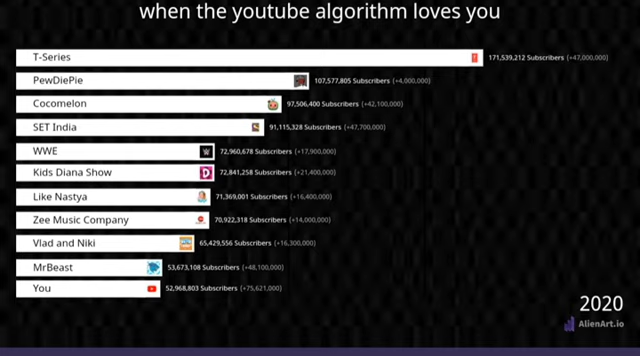 when the youtube algorithm loves you
T-Series 171,539,212 Subscribers (+47,000,000)
PewDiePie 107,577,805 Subscribers (+4,000,000)
Cocomelon 97,506,400 Subscribers (+42,100,000)
SET India 91,115,328 Subscribers (+47,700,000)
WWE 72,960,678 Subscribers (+17,900,000)
Kids Diana Show 72,841,258 Subscribers (+21,400,000)
Like Nastya 71,369,001 Subscribers (+16,400,000)
Zee Music Company 70,922,318 Subscribers (+14,000,000)
Vlad and Niki 65,429,556 Subscribers (+16,300,000)
MrBeast 53,673,108 Subscribers (+48,100,000)
You 52,968,803 Subscribers (+75,621,000)
2020
AlienArt.io